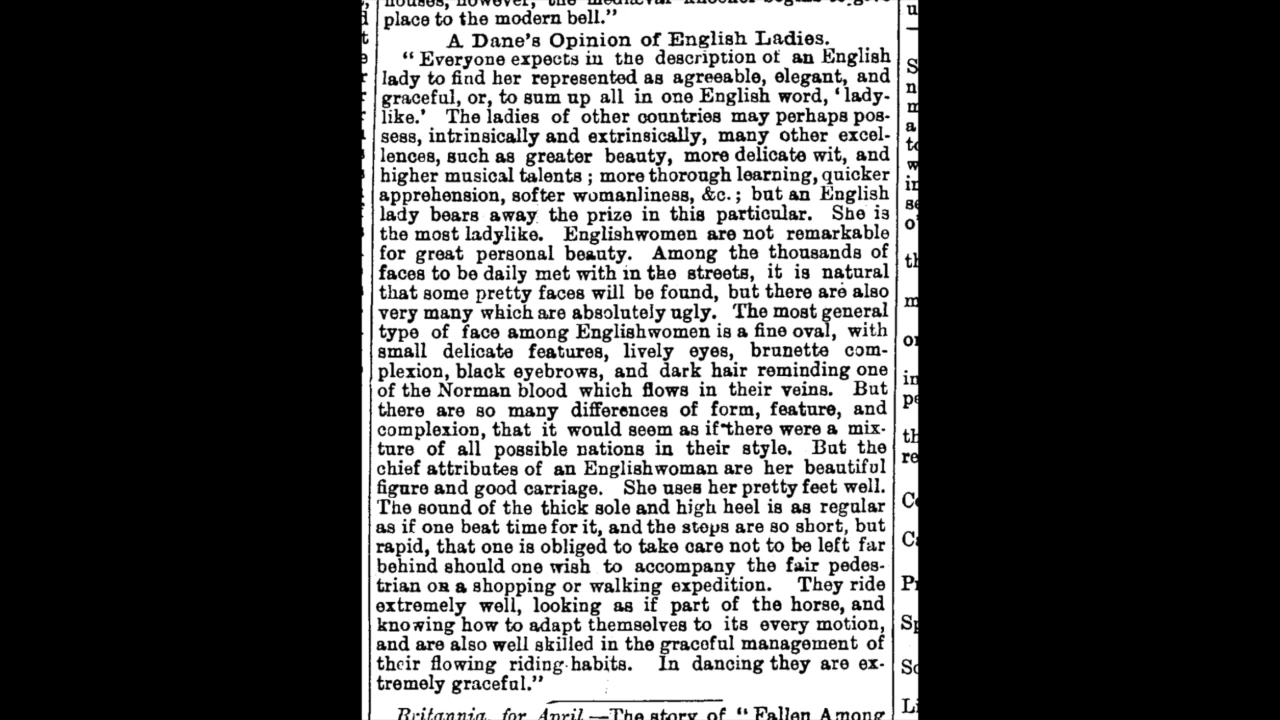 place to the modern bell."
A Dane's Opinion of English Ladies.
"Everyone expects in the description of an English
lady to find her represented as agreeable, elegant, and
graceful, or, to sum up all in one English word, 'lady-
like.' The ladies of other countries may perhaps pos-
sess, intrinsically and extrinsically, many other excel-
lences, such as greater beauty, more delicate wit, and
higher musical talents; more thorough learning, quicker
apprehension, softer womanliness, &c.; but an English
lady bears away the prize in this particular. She is
the most ladylike. Englishwomen are not remarkable
for great personal beauty. Among the thousands of
faces to be daily met with in the streets, it is natural
that some pretty faces will be found, but there are also
very many which are absolutely ugly. The most general
type of face among Englishwomen is a fine oval, with
small delicate features, lively eyes, brunette com-
plexion, black eyebrows, and dark hair reminding one
of the Norman blood which flows in their veins. But
there are so many differences of form, feature, and
complexion, that it would seem as if there were a mix-
ture of all possible nations in their style. But the
chief attributes of an Englishwoman are her beautiful
figure and good carriage. She uses her pretty feet well.
The sound of the thick sole and high heel is as regular
as if one beat time for it, and the steps are so short, but
rapid, that one is obliged to take care not to be left far
behind should one wish to accompany the fair pedes-
trian on a shopping or walking expedition. They ride
extremely well, looking as if part of the horse, and
knowing how to adapt themselves to its every motion,
and are also well skilled in the graceful management of
their flowing riding-habits. In dancing they are ex-
tremely graceful."
Britannia, for April.—The story of "Fallen Among